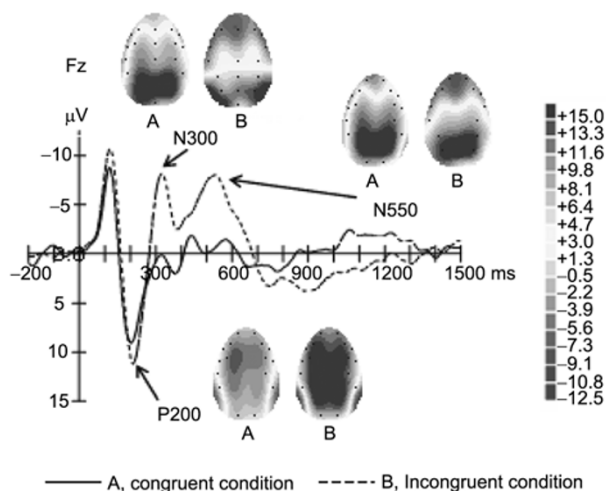 Fz
A
B
μV
N300
A
B
N550
-10
-5
0
5
10
15
-200
300
600
900
1200
1500 ms
P200
A
B
+15.0
+13.3
+11.6
+9.8
+8.1
+6.4
+4.7
+3.0
+1.3
-0.5
-2.2
-3.9
-5.6
-7.3
-9.1
-10.8
-12.5
A, congruent condition
B, Incongruent condition